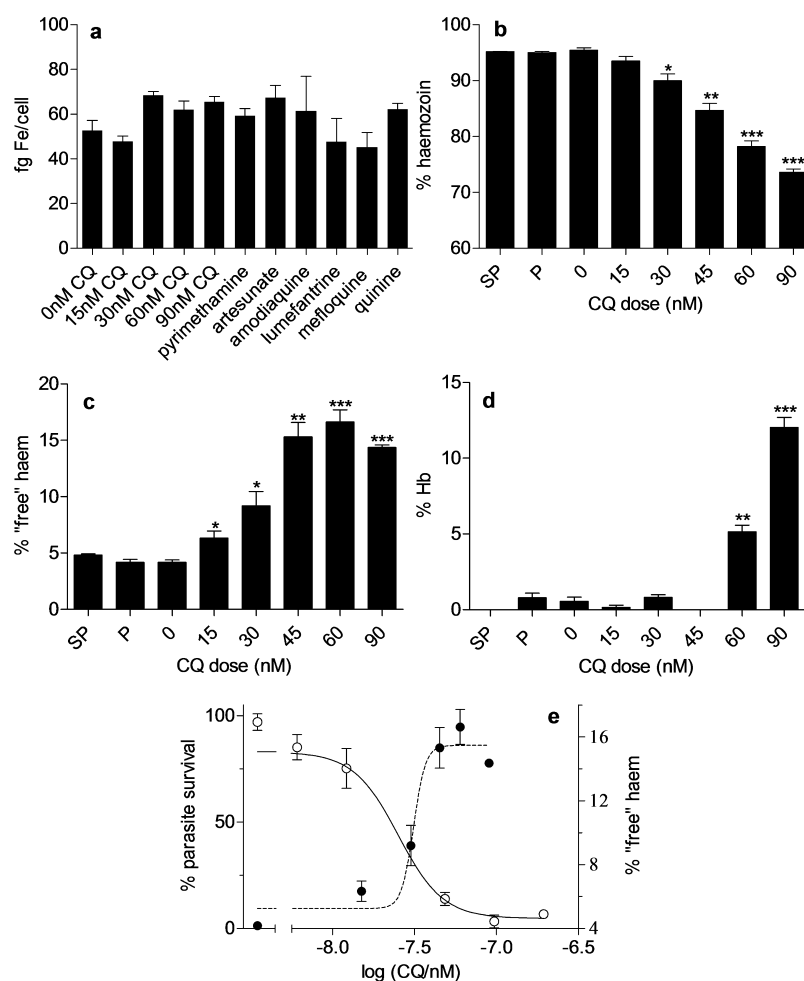 a
fg Fe/cell
100
80
60
40
20
0
0nM CQ
15nM CQ
30nM CQ
60nM CQ
90nM CQ
pyrimethamine
artesunate
amodiaquine
lumefantrine
mefloquine
quinine
b
% haemozoin
100
90
80
70
60
*
**
***
***
SP
P
0
15
30
45
60
90
CQ dose (nM)
c
% "free" haem
20
15
10
5
0
*
*
**
***
***
SP
P
0
15
30
45
60
90
CQ dose (nM)
d
% Hb
15
10
5
0
**
***
SP
P
0
15
30
45
60
90
CQ dose (nM)
e
% parasite survival
100
50
0
% "free" haem
16
12
8
4
-8.0
-7.5
-7.0
-6.5
log (CQ/nM)